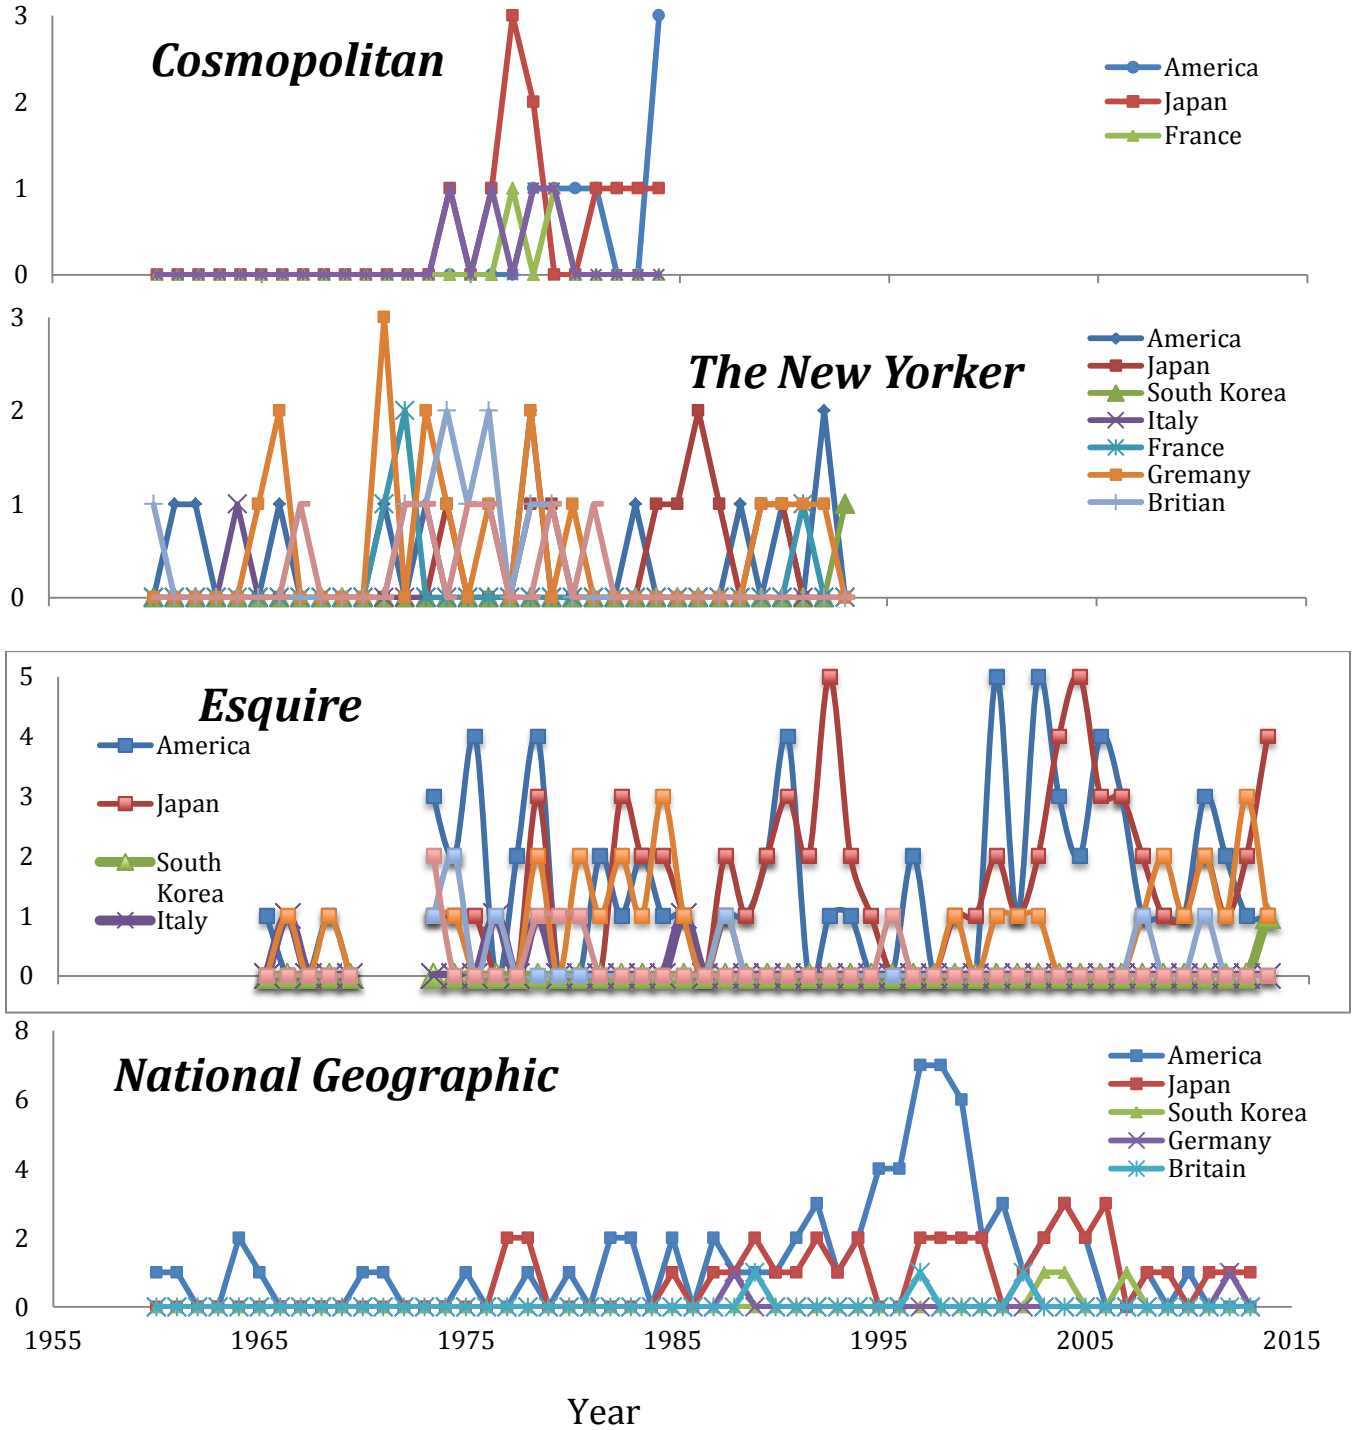 3
Cosmopolitan
America
2
Japan
France
1
0
3
America
The New Yorker
Japan
South Korea
2
Italy
France
Gremany
1
Britian
0
5
Esquire
4
America
3
Japan
2
South
Korea
1
Italy
0
8
National Geographic
America
Japan
6
South Korea
Germany
4
Britain
2
0
1955
1965
1975
1985
1995
2005
2015
Year